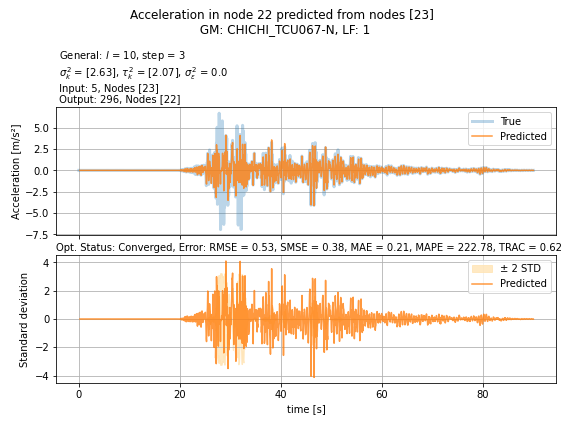 Acceleration in node 22 predicted from nodes [23]
GM: CHICHI_TCU067-N, LF: 1
General: l = 10, step = 3
σ²ₖ = [2.63], τ²ₖ = [2.07], σ²ε = 0.0
Input: 5, Nodes [23]
Output: 296, Nodes [22]
Acceleration [m/s²]
5.0
2.5
0.0
−2.5
−5.0
−7.5
True
Predicted
Opt. Status: Converged, Error: RMSE = 0.53, SMSE = 0.38, MAE = 0.21, MAPE = 222.78, TRAC = 0.62
Standard deviation
4
2
0
−2
−4
± 2 STD
Predicted
0 20 40 60 80
time [s]